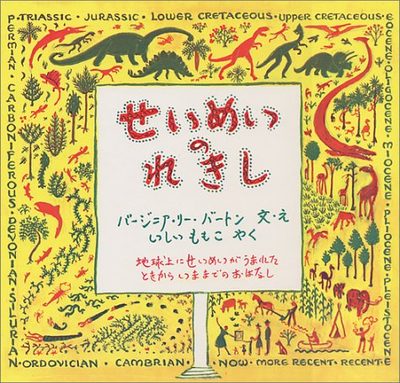 PERMIAN·TRIASSIC·JURASSIC·LOWER CRETACEOUS·UPPER CRETACEOUS·
EOCENE·OLIGOCENE·MIOCENE·PLIOCENE·PLEISTOCENE
CARBONIFEROUS·DEVONIAN·SILURIAN
せいめい
の
れきし
バージニア・リー・バートン 文・え
いしい ももこ やく
地球上にせいめいがうまれた
ときからいままでのおはなし
·ORDOVICIAN CAMBRIAN·NOW·MORE RECENT·RECENT